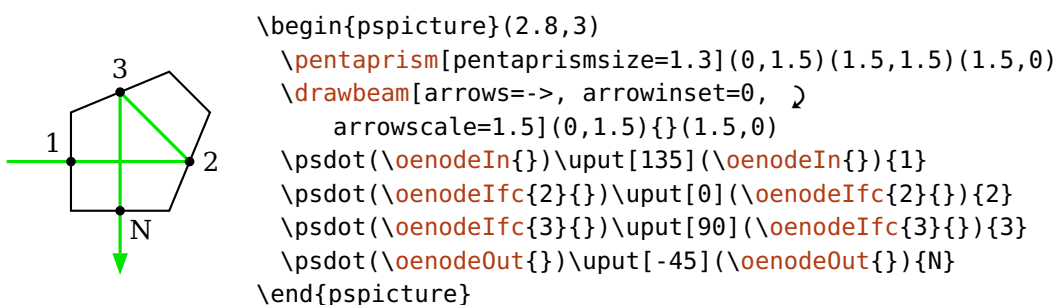 3
1
2
N
\begin{pspicture}(2.8,3)
\pentaprism[pentaprismsize=1.3](0,1.5)(1.5,1.5)(1.5,0)
\drawbeam[arrows=->, arrowinset=0,
arrowscale=1.5](0,1.5){}(1.5,0)
\psdot(\oenodeIn{})\uput[135](\oenodeIn{}){1}
\psdot(\oenodeIfc{2}{})\uput[0](\oenodeIfc{2}{}){2}
\psdot(\oenodeIfc{3}{})\uput[90](\oenodeIfc{3}{}){3}
\psdot(\oenodeOut{})\uput[-45](\oenodeOut{}){N}
\end{pspicture}